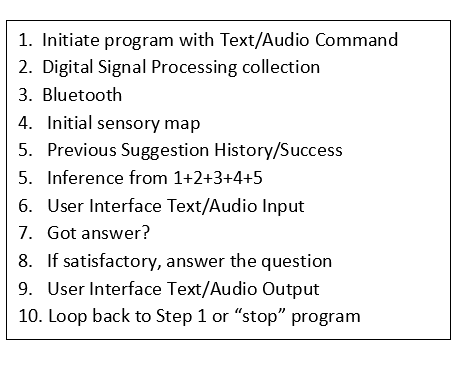 1. Initiate program with Text/Audio Command
2. Digital Signal Processing collection
3. Bluetooth
4. Initial sensory map
5. Previous Suggestion History/Success
5. Inference from 1+2+3+4+5
6. User Interface Text/Audio Input
7. Got answer?
8. If satisfactory, answer the question
9. User Interface Text/Audio Output
10. Loop back to Step 1 or “stop” program